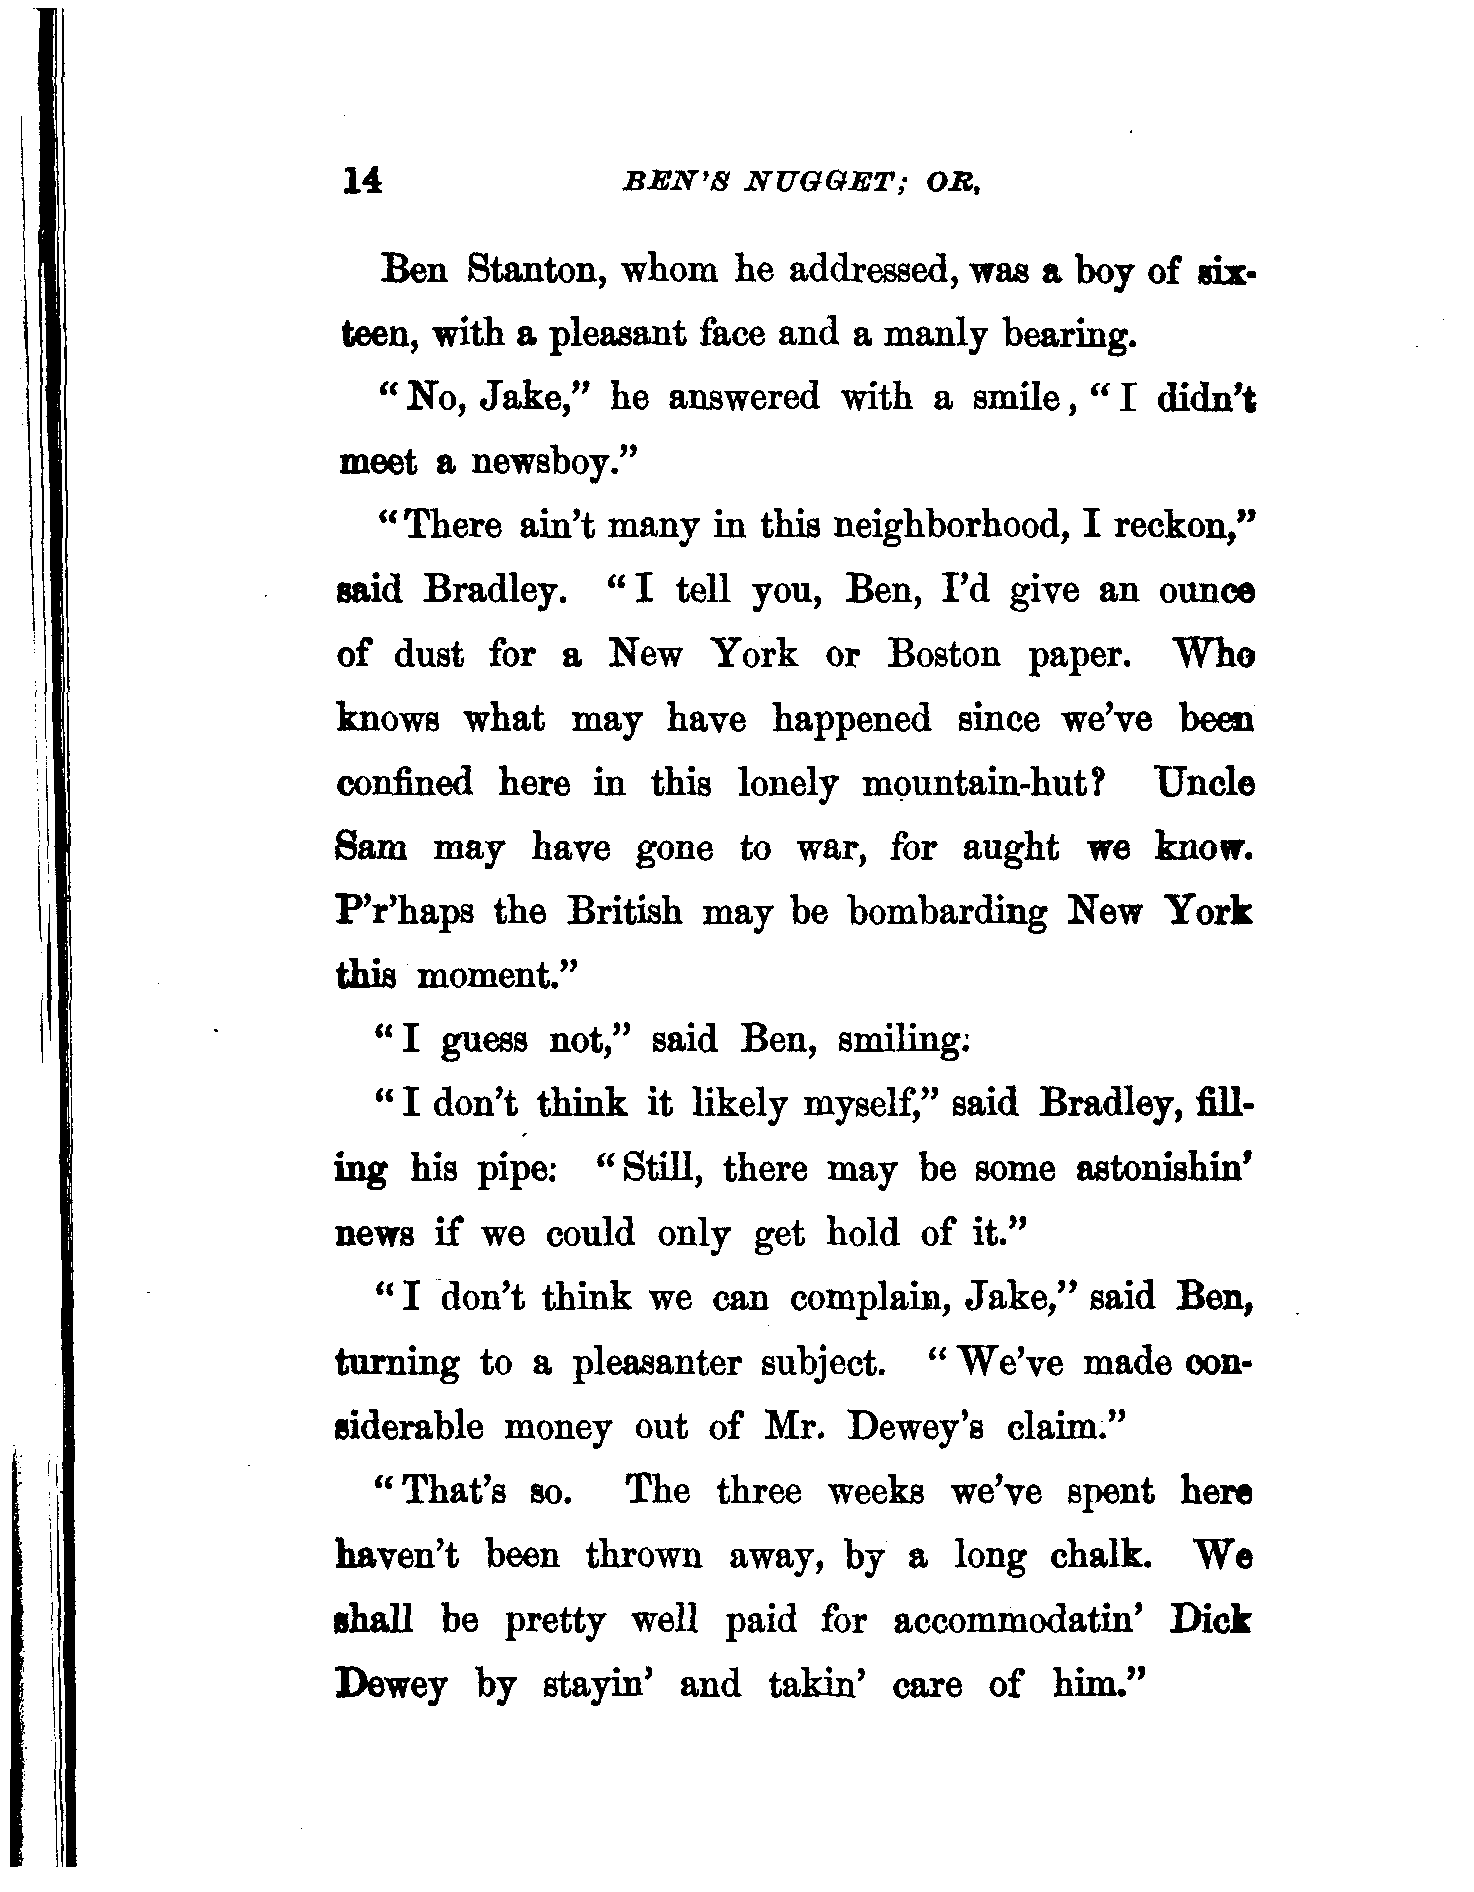 14 BEN'S NUGGET; OR,
Ben Stanton, whom he addressed, was a boy of six-
teen, with a pleasant face and a manly bearing.
"No, Jake," he answered with a smile, "I didn't
meet a newsboy."
"There ain't many in this neighborhood, I reckon,"
said Bradley. "I tell you, Ben, I'd give an ounce
of dust for a New York or Boston paper. Who
knows what may have happened since we've been
confined here in this lonely mountain-hut? Uncle
Sam may have gone to war, for aught we know.
P'r'haps the British may be bombarding New York
this moment."
"I guess not," said Ben, smiling:
"I don't think it likely myself," said Bradley, fill-
ing his pipe: "Still, there may be some astonishin'
news if we could only get hold of it."
"I don't think we can complain, Jake," said Ben,
turning to a pleasanter subject. "We've made con-
siderable money out of Mr. Dewey's claim."
"That's so. The three weeks we've spent here
haven't been thrown away, by a long chalk. We
shall be pretty well paid for accommodatin' Dick
Dewey by stayin' and takin' care of him."